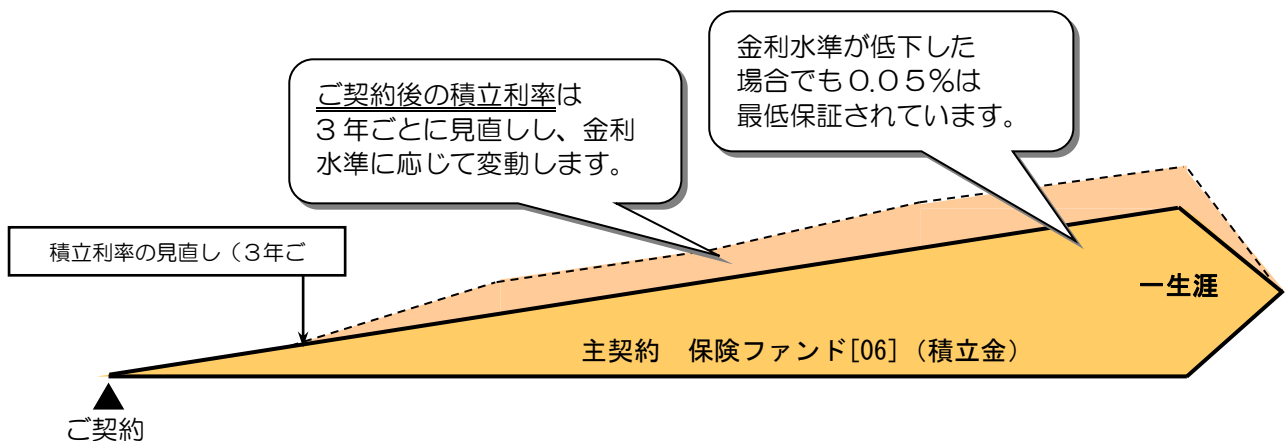 金利水準が低下した
場合でも０.０５％は
最低保証されています。
ご契約後の積立利率は
３年ごとに見直しし、金利
水準に応じて変動します。
積立利率の見直し（３年ご
一生涯
主契約　保険ファンド[06]（積立金）
ご契約